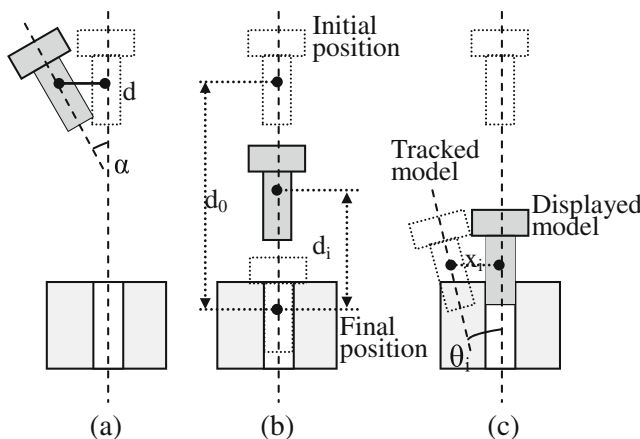 Initial
position
d
α
d₀
dᵢ
Final
position
Tracked
model
Displayed
model
xᵢ
θᵢ
(a)
(b)
(c)